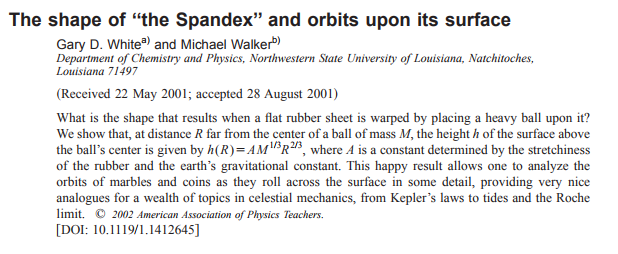 The shape of “the Spandex” and orbits upon its surface
Gary D. Whiteᵃ⁾ and Michael Walkerᵇ⁾
Department of Chemistry and Physics, Northwestern State University of Louisiana, Natchitoches,
Louisiana 71497
(Received 22 May 2001; accepted 28 August 2001)
What is the shape that results when a flat rubber sheet is warped by placing a heavy ball upon it?
We show that, at distance R far from the center of a ball of mass M, the height h of the surface above
the ball’s center is given by h(R)=AM¹ᐟ³R²ᐟ³, where A is a constant determined by the stretchiness
of the rubber and the earth’s gravitational constant. This happy result allows one to analyze the
orbits of marbles and coins as they roll across the surface in some detail, providing very nice
analogues for a wealth of topics in celestial mechanics, from Kepler’s laws to tides and the Roche
limit. © 2002 American Association of Physics Teachers.
[DOI: 10.1119/1.1412645]